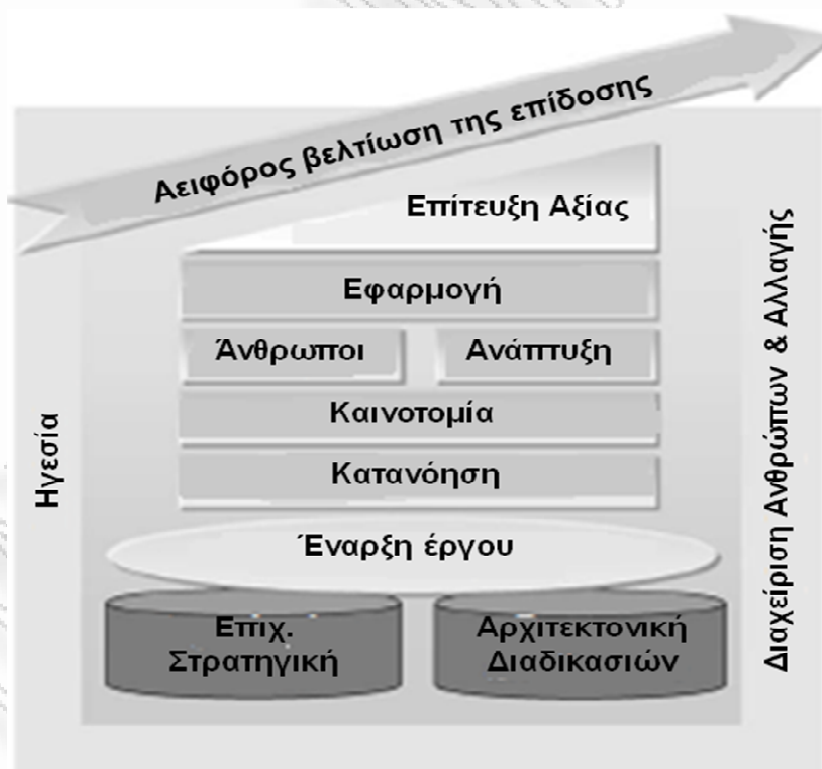 Αειφόρος βελτίωση της επίδοσης
Επίτευξη Αξίας
Εφαρμογή
Άνθρωποι
Ανάπτυξη
Καινοτομία
Κατανόηση
Έναρξη έργου
Επιχ.
Στρατηγική
Αρχιτεκτονική
Διαδικασιών
Ηγεσία
Διαχείριση Ανθρώπων & Αλλαγής